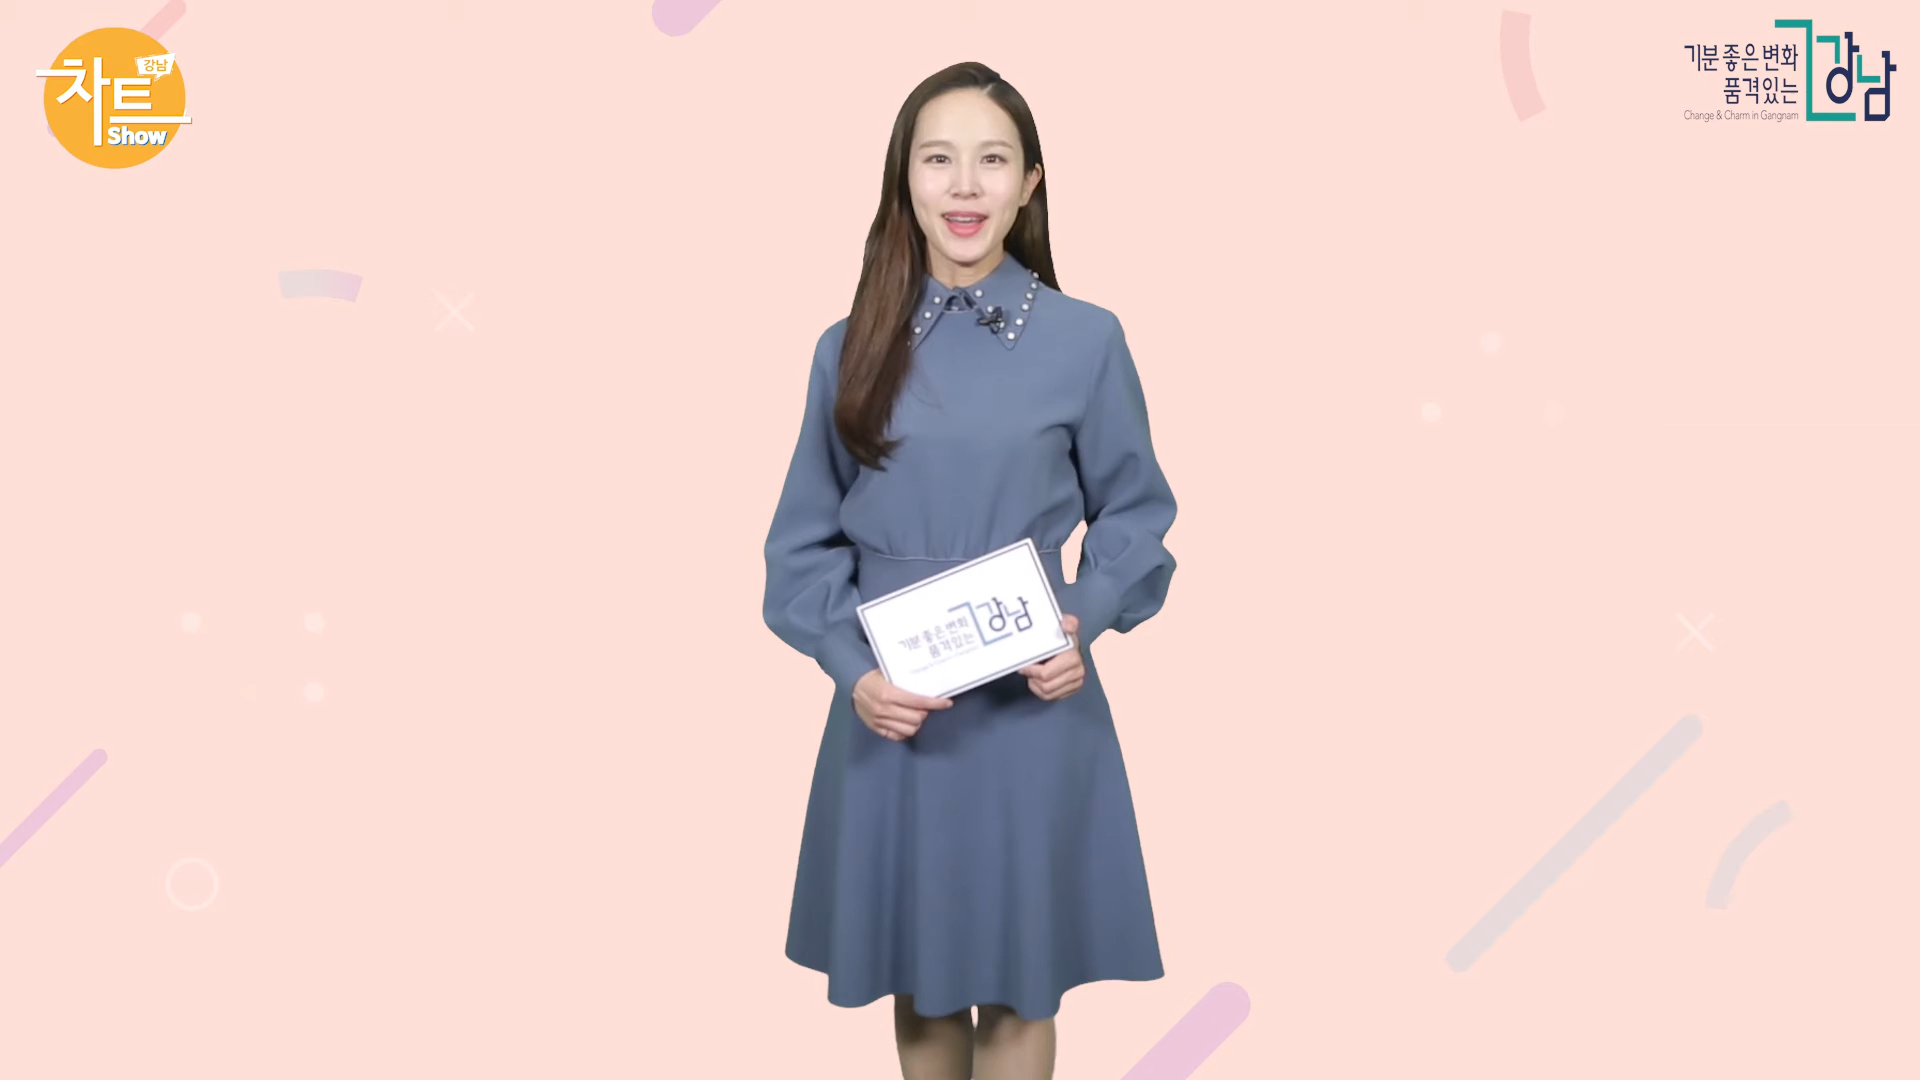 강남
차트
Show
기분 좋은 변화
품격 있는
강남
Change & Charm in Gangnam
기분 좋은 변화
품격 있는
강남